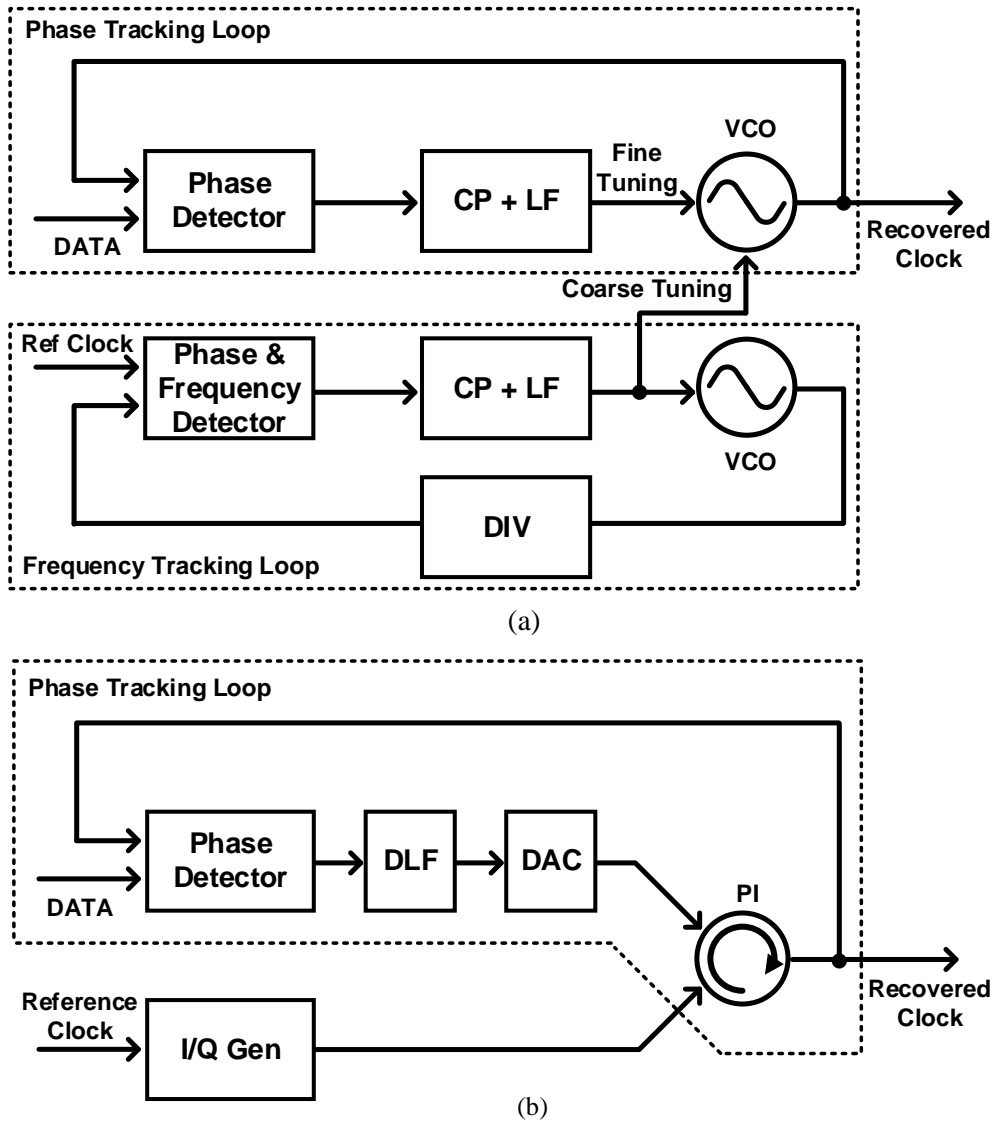 Phase Tracking Loop
VCO
Fine
Tuning
Phase
Detector
CP + LF
DATA
Recovered
Clock
Coarse Tuning
Ref Clock
Phase &
Frequency
Detector
CP + LF
VCO
DIV
Frequency Tracking Loop
(a)
Phase Tracking Loop
Phase
Detector
DLF
DAC
DATA
PI
Reference
Clock
I/Q Gen
Recovered
Clock
(b)